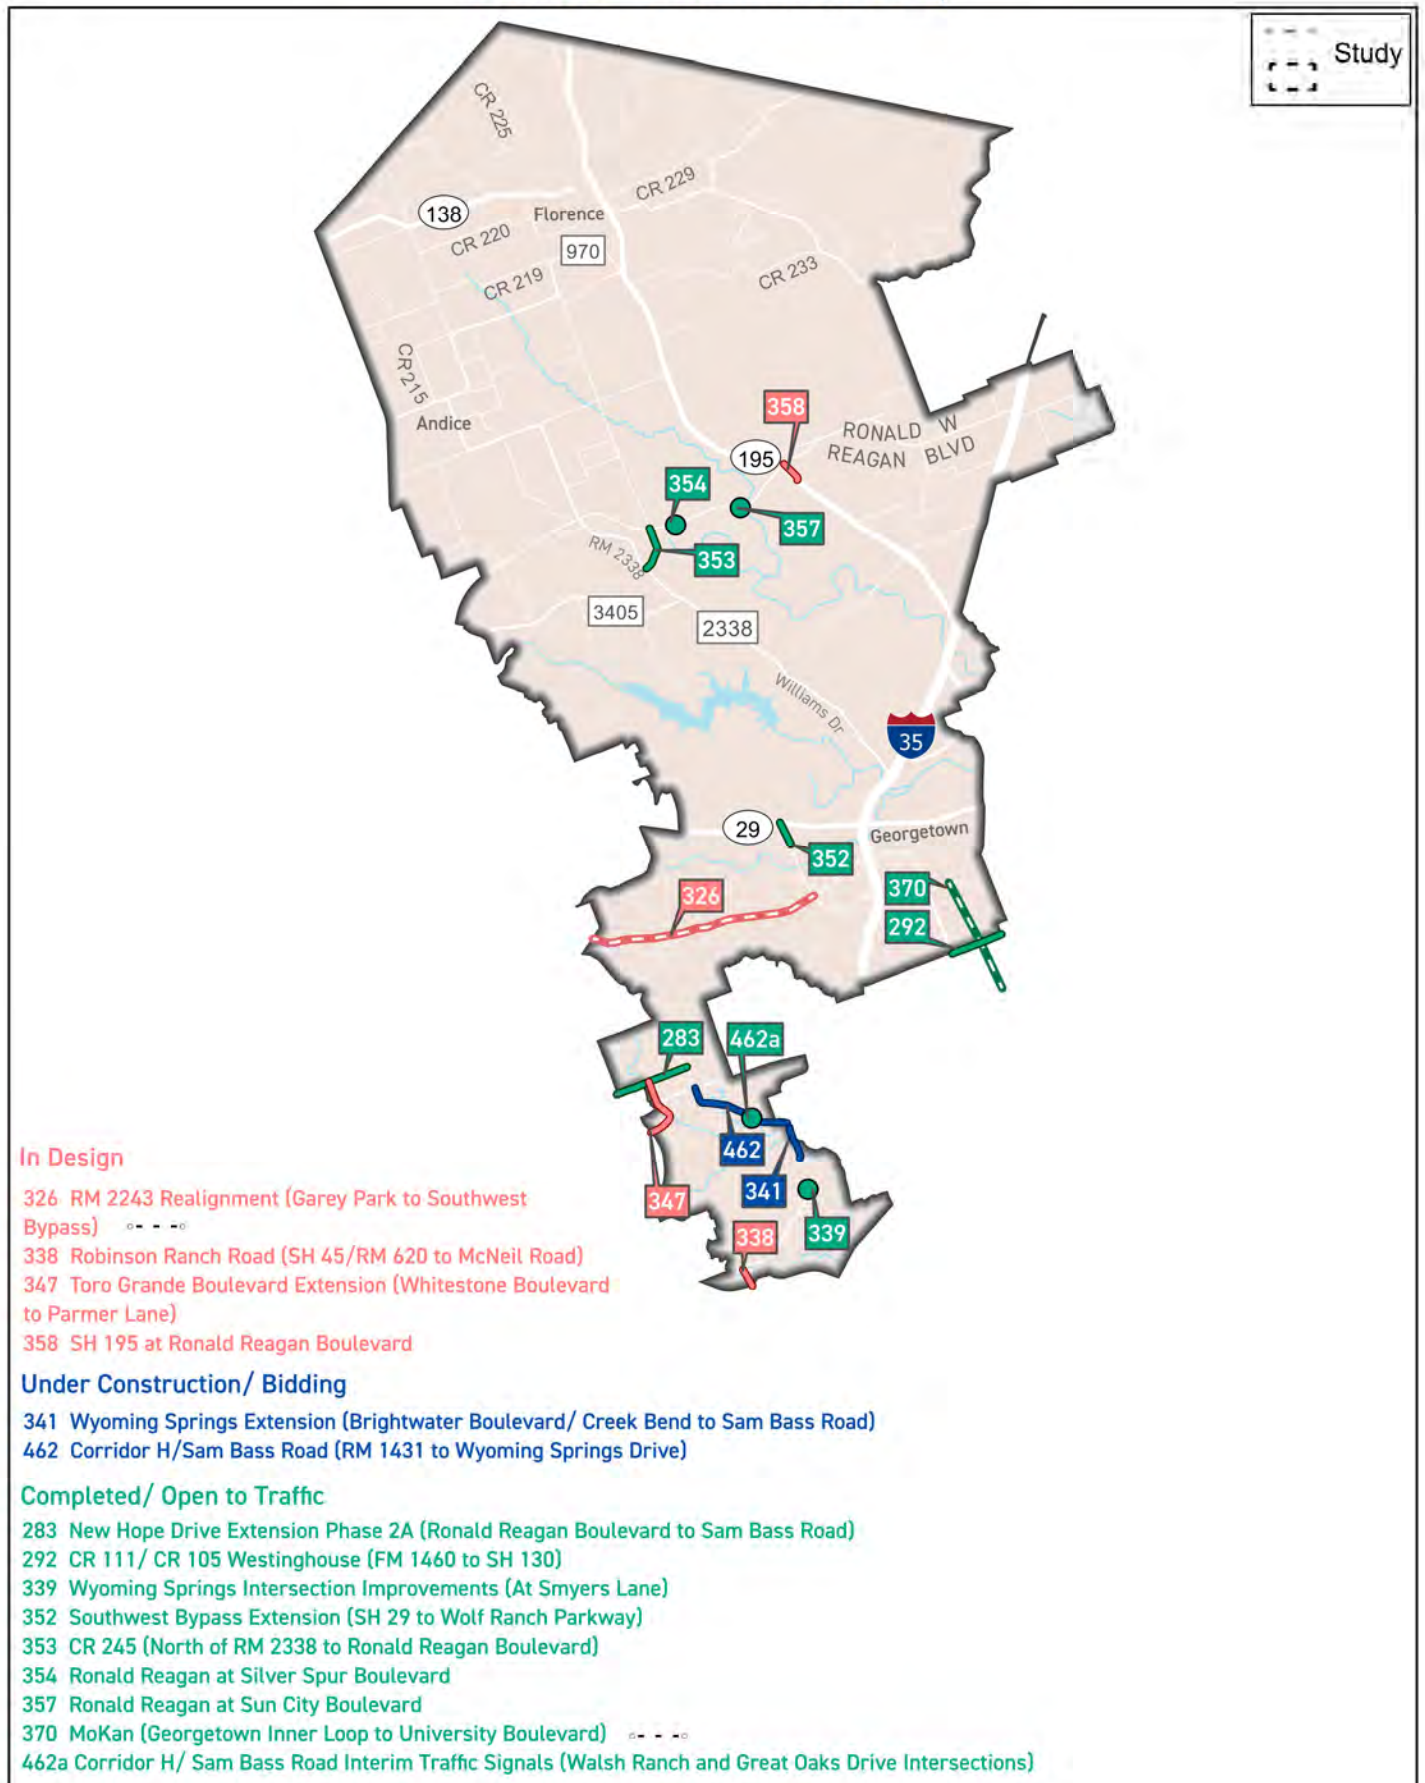 Study
CR 225
CR 229
138
Florence
CR 220
970
CR 219
CR 233
CR 215
358
Andice
RONALD W
REAGAN BLVD
195
354
357
353
RM 2338
3405
2338
Williams Dr
35
29
Georgetown
352
370
326
292
283
462a
462
341
347
339
338
In Design
326 RM 2243 Realignment (Garey Park to Southwest
Bypass)
338 Robinson Ranch Road (SH 45/RM 620 to McNeil Road)
347 Toro Grande Boulevard Extension (Whitestone Boulevard
to Parmer Lane)
358 SH 195 at Ronald Reagan Boulevard
Under Construction/ Bidding
341 Wyoming Springs Extension (Brightwater Boulevard/ Creek Bend to Sam Bass Road)
462 Corridor H/Sam Bass Road (RM 1431 to Wyoming Springs Drive)
Completed/ Open to Traffic
283 New Hope Drive Extension Phase 2A (Ronald Reagan Boulevard to Sam Bass Road)
292 CR 111/ CR 105 Westinghouse (FM 1460 to SH 130)
339 Wyoming Springs Intersection Improvements (At Smyers Lane)
352 Southwest Bypass Extension (SH 29 to Wolf Ranch Parkway)
353 CR 245 (North of RM 2338 to Ronald Reagan Boulevard)
354 Ronald Reagan at Silver Spur Boulevard
357 Ronald Reagan at Sun City Boulevard
370 MoKan (Georgetown Inner Loop to University Boulevard)
462a Corridor H/ Sam Bass Road Interim Traffic Signals (Walsh Ranch and Great Oaks Drive Intersections)